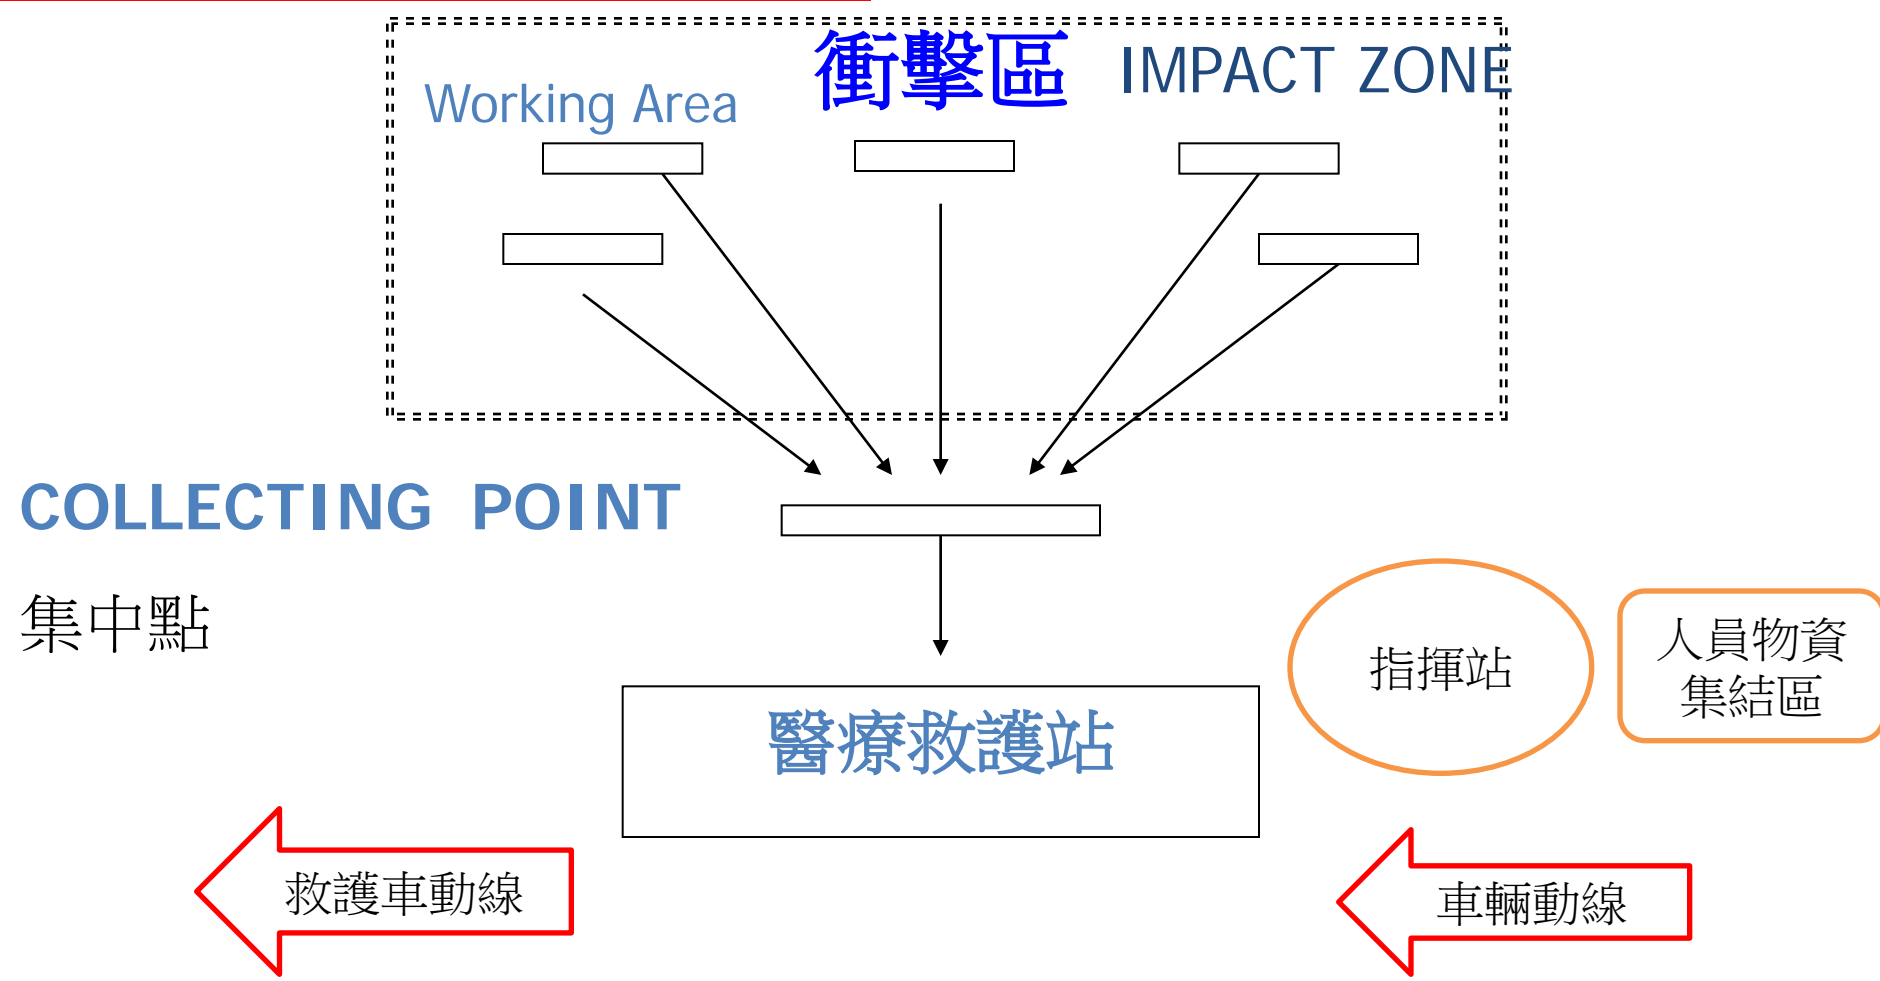 衝擊區 IMPACT ZONE
Working Area
COLLECTING POINT
集中點
指揮站
人員物資
集結區
醫療救護站
救護車動線
車輛動線